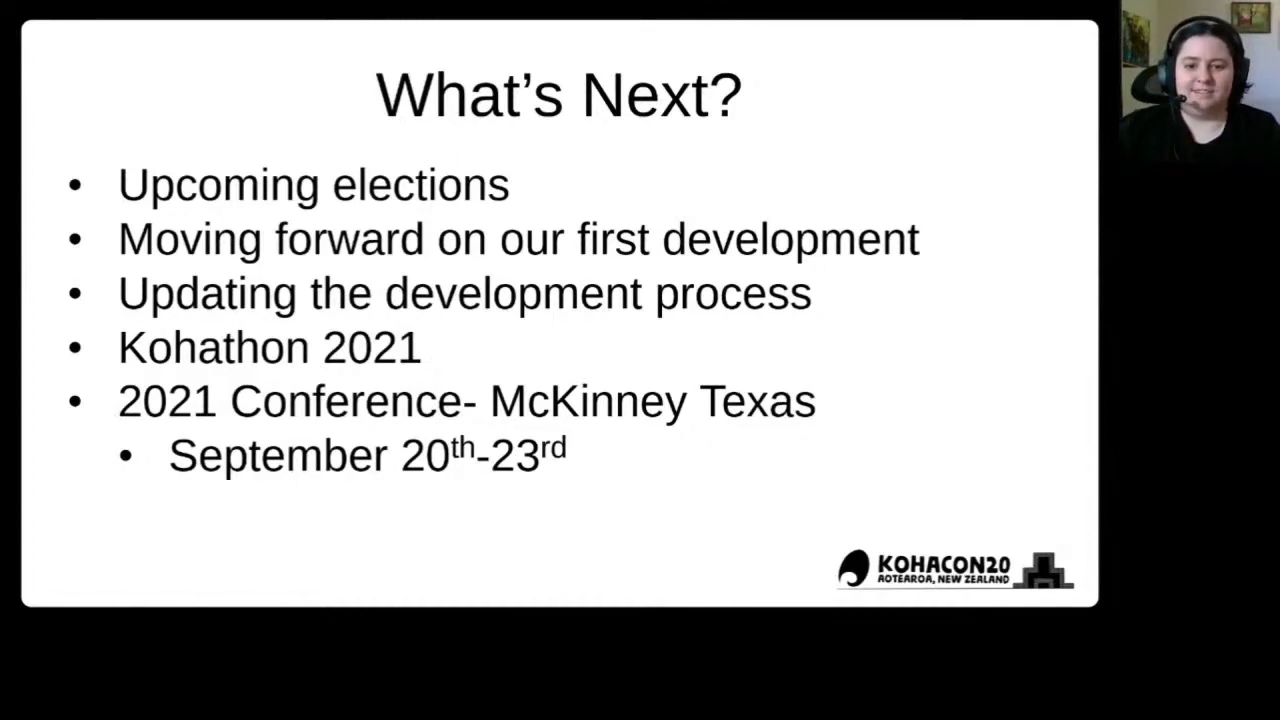 What’s Next?
• Upcoming elections
• Moving forward on our first development
• Updating the development process
• Kohathon 2021
• 2021 Conference- McKinney Texas
• September 20th-23rd
KOHACON20
AOTEAROA, NEW ZEALAND